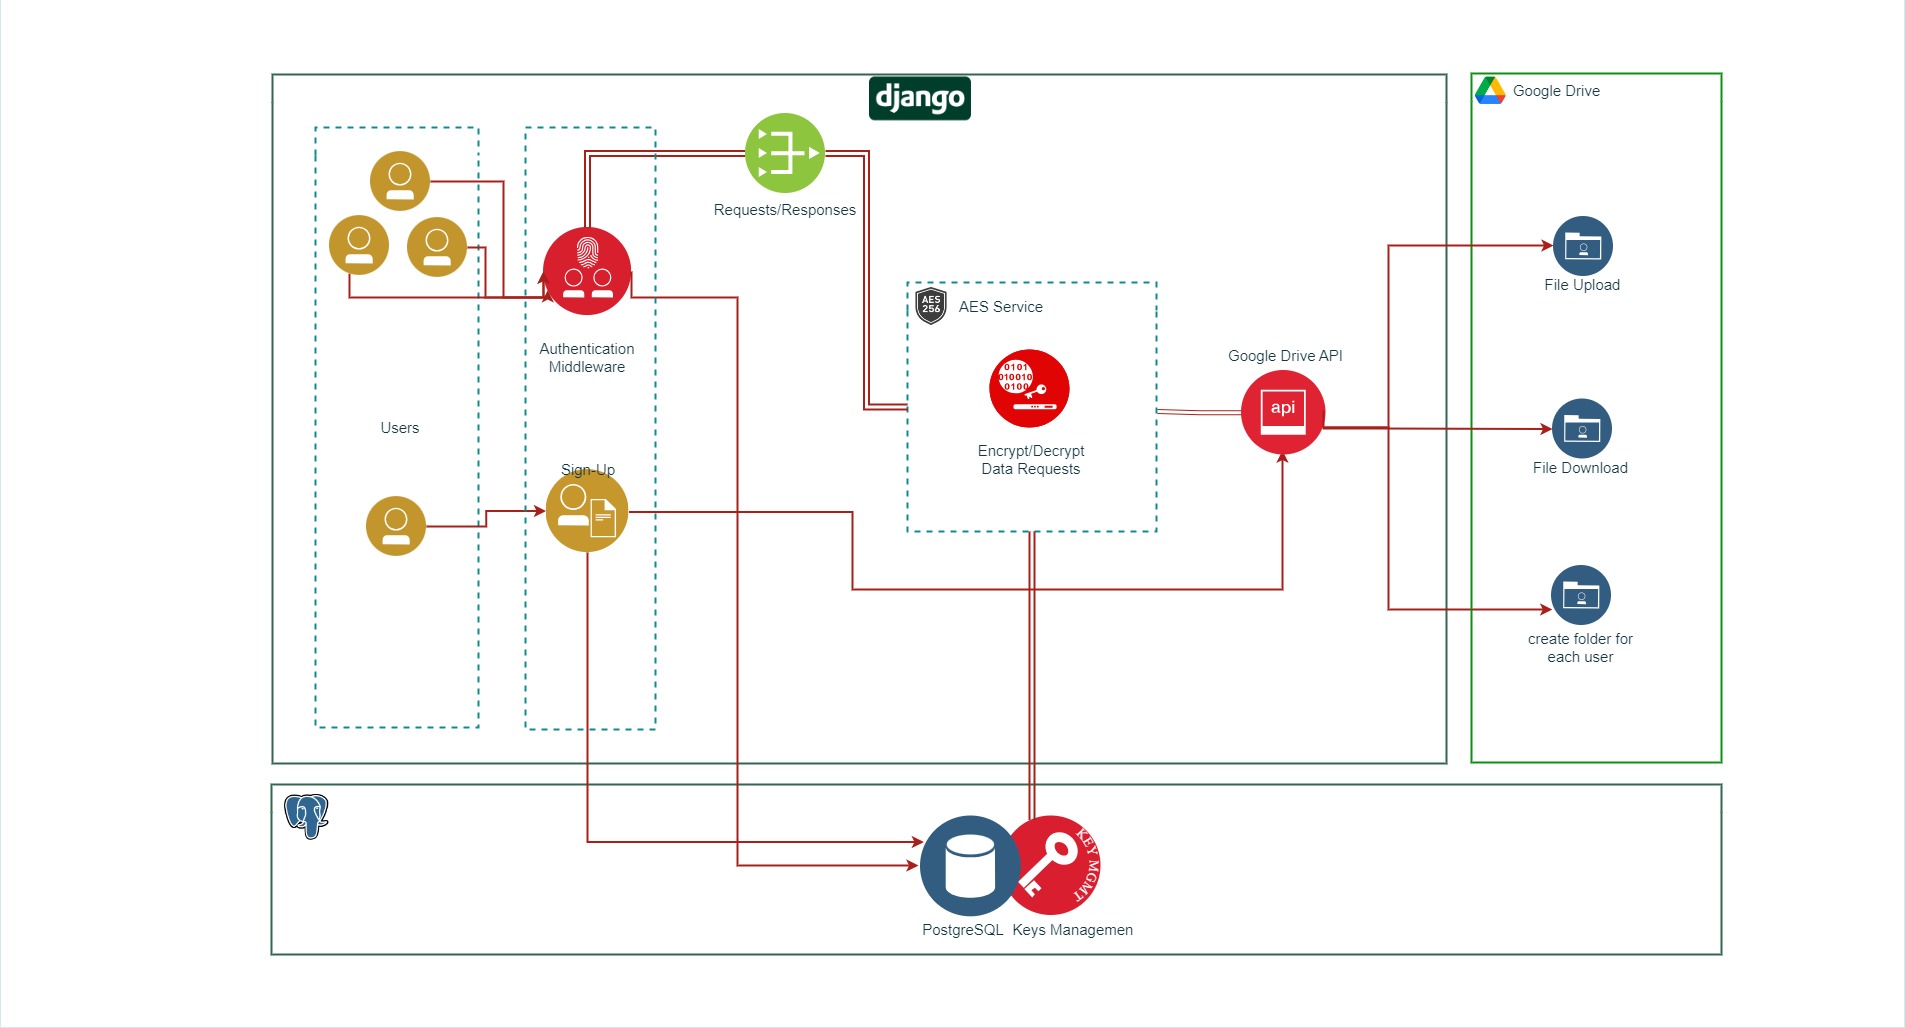 django
Google Drive
Requests/Responses
File Upload
AES
256
AES Service
Authentication
Middleware
Google Drive API
0101
010010
0100
api
Users
Encrypt/Decrypt
Data Requests
File Download
Sign-Up
create folder for
each user
KEY MGMT
PostgreSQL
Keys Managemen